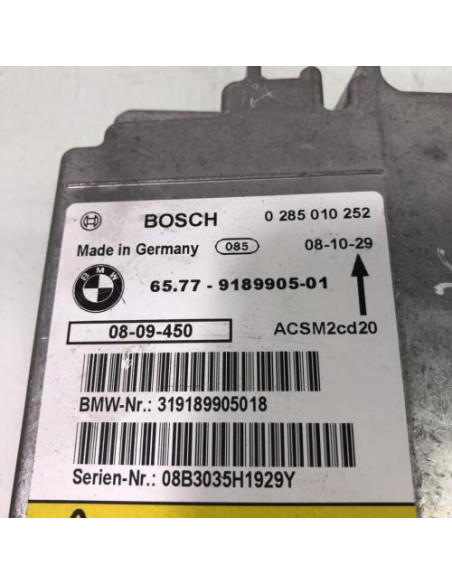 BOSCH 0 285 010 252
Made in Germany 085 08-10-29
BMW 65.77 - 9189905-01
08-09-450 ACSM2cd20
BMW-Nr.: 319189905018
Serien-Nr.: 08B3035H1929Y